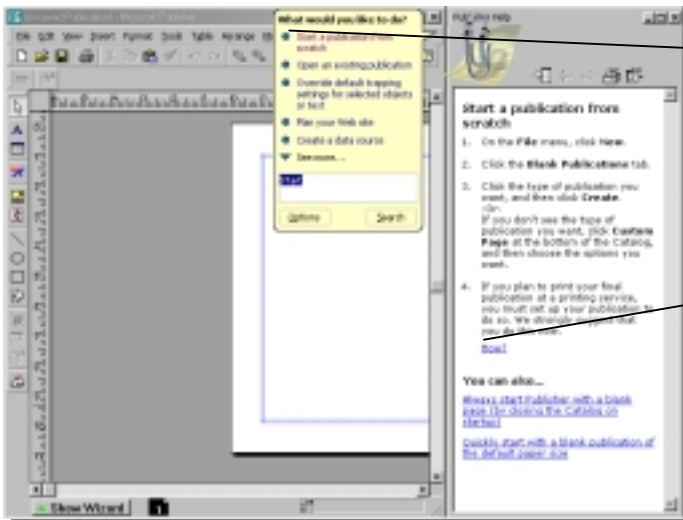 Unsaved Publication - Microsoft Publisher
File Edit View Insert Format Tools Table Arrange
What would you like to do?
Start a publication from
scratch
Open an existing publication
Override default trapping
settings for selected objects
or text
Plan your Web site
Create a data source
See more...
Start
Options
Search
Show Wizard
1
Publisher Help
Start a publication from
scratch
1. On the File menu, click New.
2. Click the Blank Publications tab.
3. Click the type of publication you
want, and then click Create.
-Or-
If you don't see the type of
publication you want, click Custom
Page at the bottom of the Catalog,
and then choose the options you
want.
4. If you plan to print your final
publication at a printing service,
you must set up your publication to
do so. We strongly suggest that
you do this now.
How?
You can also...
Always start Publisher with a blank
page (by closing the Catalog on
startup)
Quickly start with a blank publication of
the default paper size